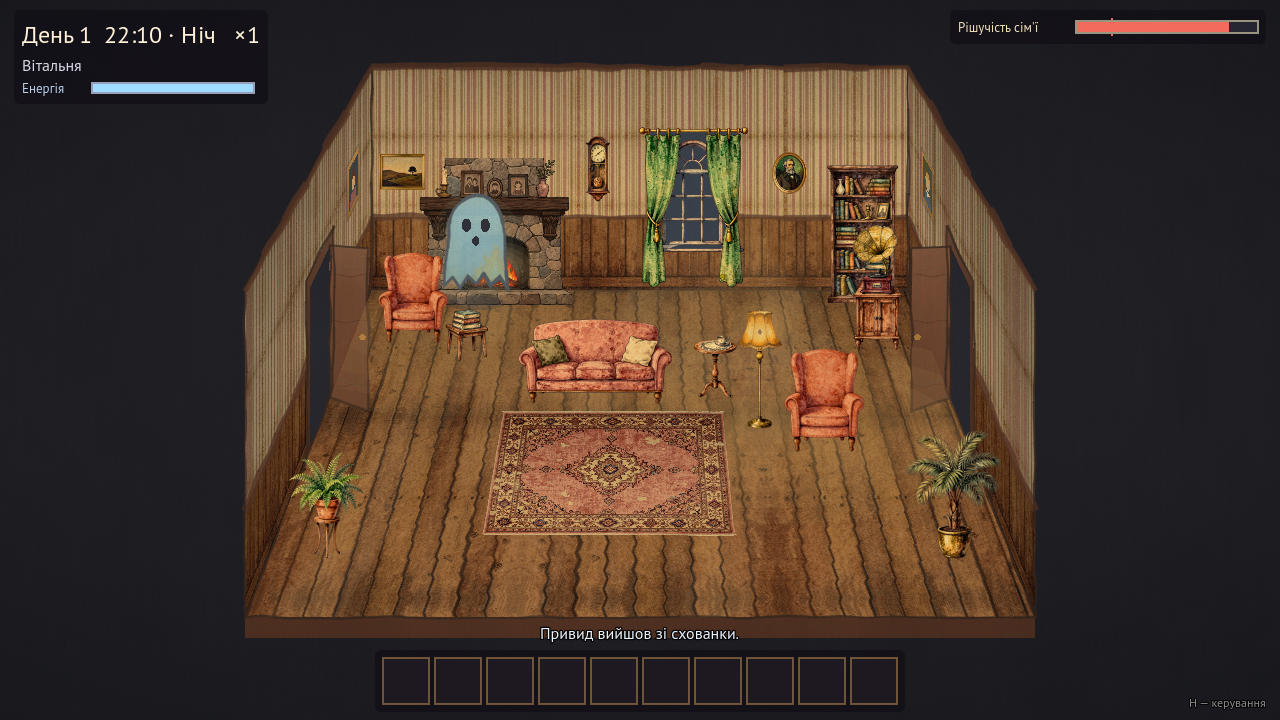 День 1 22:10 · Ніч ×1
Вітальня
Енергія
Рішучість сім'ї
Привид вийшов зі схованки.
H — керування